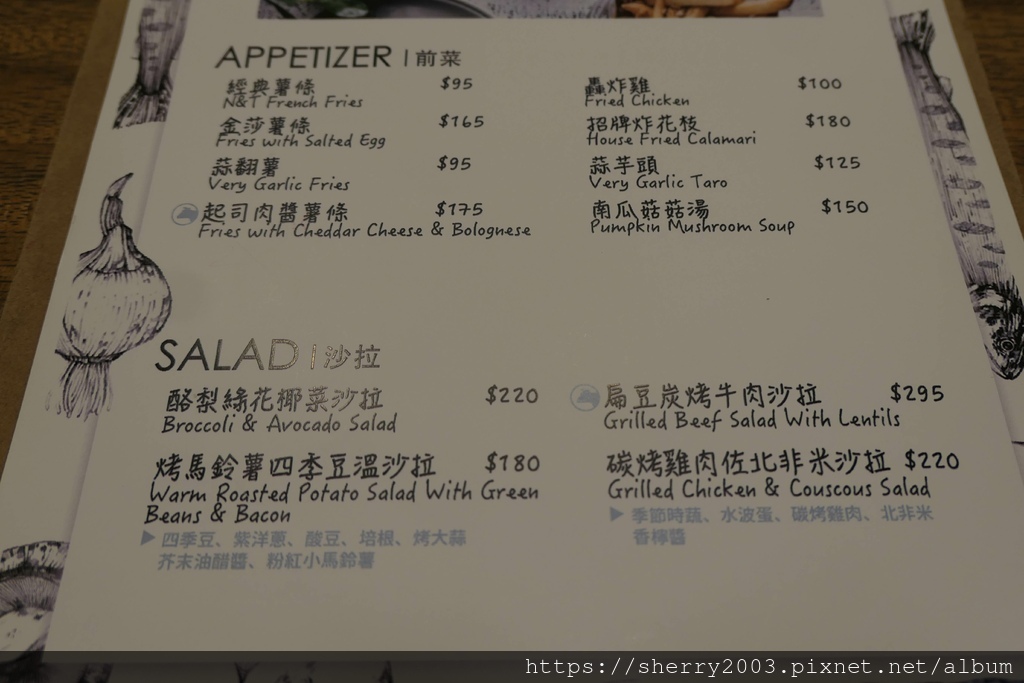 APPETIZER | 前菜
經典薯條 $95
N&T French Fries
金莎薯條 $165
Fries with Salted Egg
蒜翻薯 $95
Very Garlic Fries
起司肉醬薯條 $175
Fries with Cheddar Cheese & Bolognese
轟炸雞 $100
Fried Chicken
招牌炸花枝 $180
House Fried Calamari
蒜芋頭 $125
Very Garlic Taro
南瓜菇菇湯 $150
Pumpkin Mushroom Soup
SALAD | 沙拉
酪梨綠花椰菜沙拉 $220
Broccoli & Avocado Salad
烤馬鈴薯四季豆溫沙拉 $180
Warm Roasted Potato Salad With Green
Beans & Bacon
▶ 四季豆、紫洋蔥、酸豆、培根、烤大蒜
芥末油醋醬、粉紅小馬鈴薯
扁豆炭烤牛肉沙拉 $295
Grilled Beef Salad With Lentils
碳烤雞肉佐北非米沙拉 $220
Grilled Chicken & Couscous Salad
▶ 季節時蔬、水波蛋、碳烤雞肉、北非米
香檸醬
https://sherry2003.pixnet.net/album